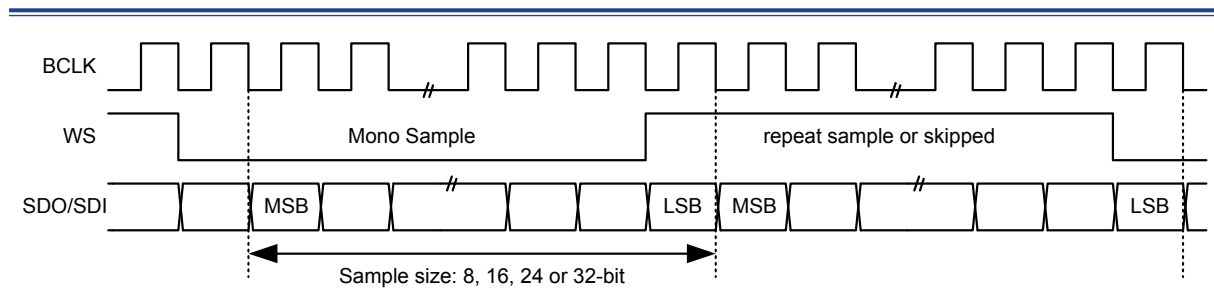 BCLK
WS Mono Sample repeat sample or skipped
SDO/SDI MSB LSB MSB LSB
Sample size: 8, 16, 24 or 32-bit